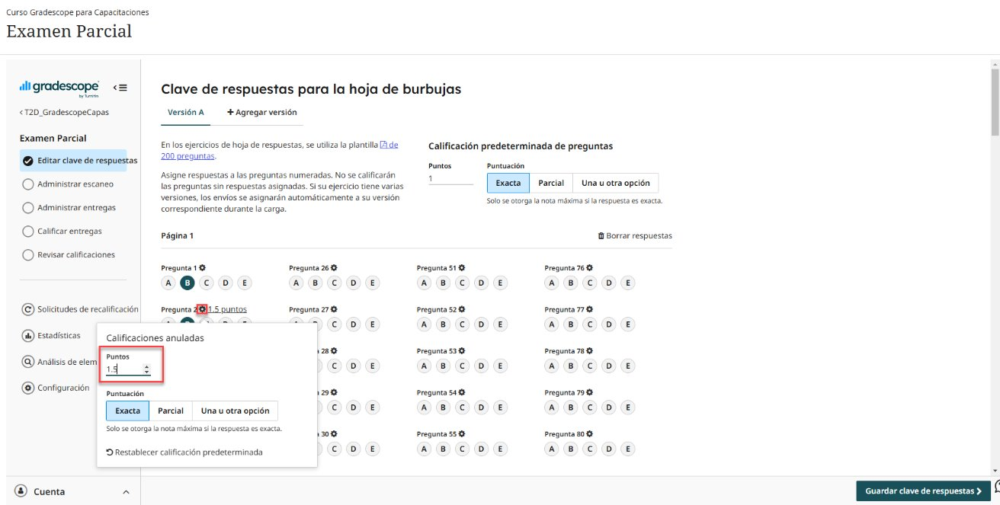 Curso Gradescope para Capacitaciones
Examen Parcial
gradescope
by Turnitin
T2D_GradescopeCapas
Examen Parcial
Editar clave de respuestas
Administrar escaneo
Administrar entregas
Calificar entregas
Revisar calificaciones
Solicitudes de recalificación
Estadísticas
Análisis de elem
Configuración
Cuenta
Clave de respuestas para la hoja de burbujas
Versión A
+ Agregar versión
En los ejercicios de hoja de respuestas, se utiliza la plantilla de
200 preguntas.
Asigne respuestas a las preguntas numeradas. No se calificarán
las preguntas sin respuestas asignadas. Si su ejercicio tiene varias
versiones, los envíos se asignarán automáticamente a su versión
correspondiente durante la carga.
Calificación predeterminada de preguntas
Puntos
1
Puntuación
Exacta Parcial Una u otra opción
Solo se otorga la nota máxima si la respuesta es exacta.
Página 1
Borrar respuestas
Pregunta 1 Pregunta 26 Pregunta 51 Pregunta 76
A B C D E A B C D E A B C D E A B C D E
Pregunta 2 1.5 puntos Pregunta 27 Pregunta 52 Pregunta 77
B C D E A B C D E
28 Pregunta 53 Pregunta 78
C D E A B C D E A B C D E
29 Pregunta 54 Pregunta 79
C D E A B C D E A B C D E
30 Pregunta 55 Pregunta 80
C D E A B C D E A B C D E
Calificaciones anuladas
Puntos
1.5
Puntuación
Exacta Parcial Una u otra opción
Solo se otorga la nota máxima si la respuesta es exacta.
Restablecer calificación predeterminada
Guardar clave de respuestas